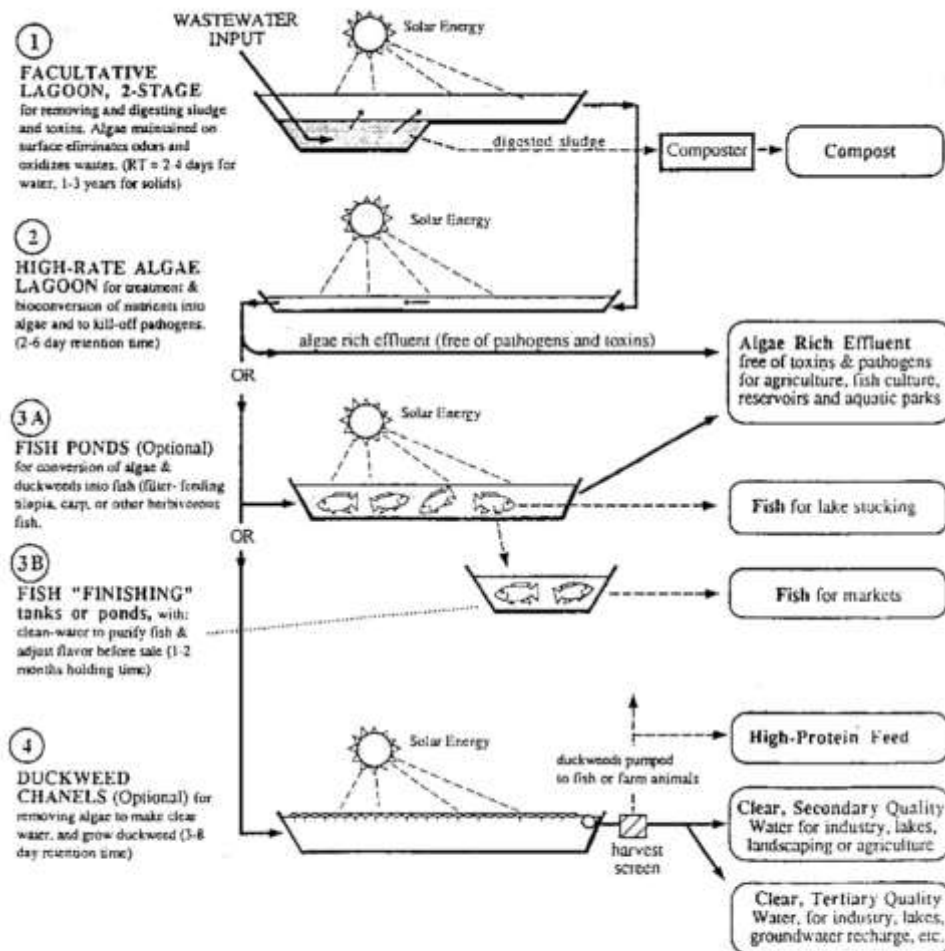 WASTEWATER
INPUT
Solar Energy
1
FACULTATIVE
LAGOON, 2-STAGE
for removing and digesting sludge
and toxins. Algae maintained on
surface eliminates odors and
oxidizes wastes. (RT = 2-4 days for
water, 1-3 years for solids)
digested sludge
Composter
Compost
2
HIGH-RATE ALGAE
LAGOON for treatment &
bioconversion of nutrients into
algae and to kill-off pathogens.
(2-6 day retention time)
Solar Energy
algae rich effluent (free of pathogens and toxins)
Algae Rich Effluent
free of toxins & pathogens
for agriculture, fish culture,
reservoirs and aquatic parks
OR
3A
FISH PONDS (Optional)
for conversion of algae &
duckweeds into fish (filter- feeding
tilapia, carp, or other herbivorous
fish.
Solar Energy
Fish for lake stocking
OR
3B
FISH "FINISHING"
tanks or ponds, with:
clean-water to purify fish &
adjust flavor before sale (1-2
months holding time)
Fish for markets
4
DUCKWEED
CHANELS (Optional) for
removing algae to make clear
water, and grow duckweed (3-8
day retention time)
Solar Energy
duckweeds pumped
to fish or farm animals
harvest
screen
High-Protein Feed
Clear, Secondary Quality
Water for industry, lakes,
landscaping or agriculture
Clear, Tertiary Quality
Water, for industry, lakes,
groundwater recharge, etc.